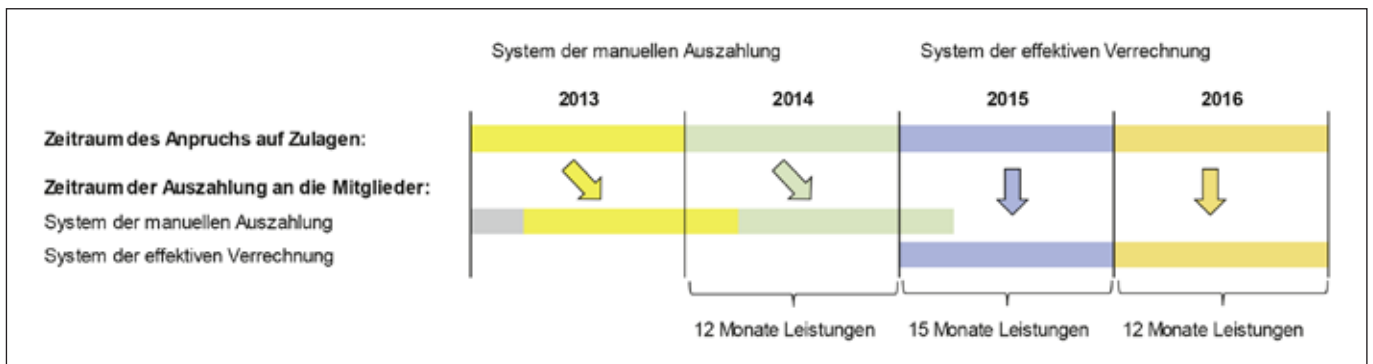 System der manuellen Auszahlung System der effektiven Verrechnung
2013 2014 2015 2016
Zeitraum des Anpruchs auf Zulagen:
Zeitraum der Auszahlung an die Mitglieder:
System der manuellen Auszahlung
System der effektiven Verrechnung
12 Monate Leistungen 15 Monate Leistungen 12 Monate Leistungen